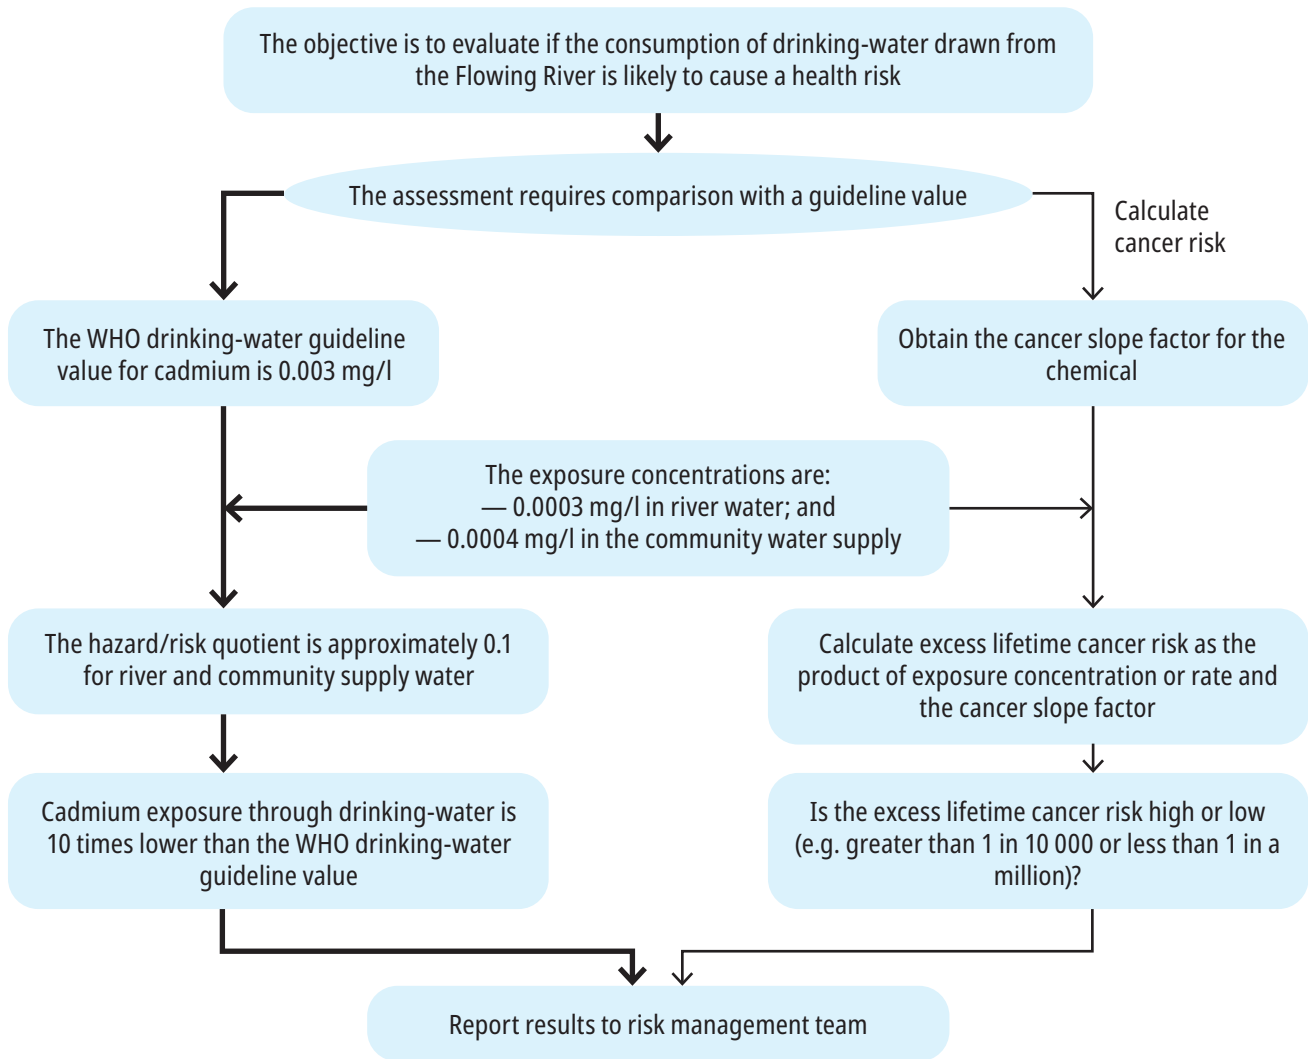 The objective is to evaluate if the consumption of drinking-water drawn from
the Flowing River is likely to cause a health risk
The assessment requires comparison with a guideline value
Calculate
cancer risk
The WHO drinking-water guideline
value for cadmium is 0.003 mg/l
Obtain the cancer slope factor for the
chemical
The exposure concentrations are:
— 0.0003 mg/l in river water; and
— 0.0004 mg/l in the community water supply
The hazard/risk quotient is approximately 0.1
for river and community supply water
Calculate excess lifetime cancer risk as the
product of exposure concentration or rate and
the cancer slope factor
Cadmium exposure through drinking-water is
10 times lower than the WHO drinking-water
guideline value
Is the excess lifetime cancer risk high or low
(e.g. greater than 1 in 10 000 or less than 1 in a
million)?
Report results to risk management team